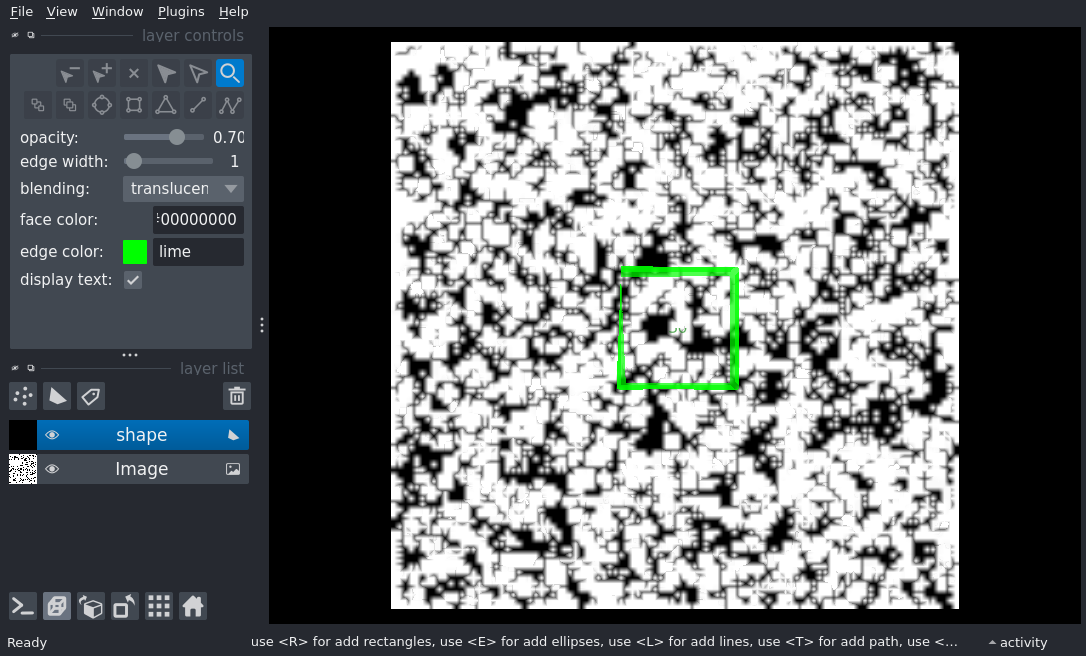 File View Window Plugins Help
layer controls
opacity: 0.70
edge width: 1
blending: translucen
face color: 00000000
edge color: lime
display text:
layer list
shape
Image
Ready
use <R> for add rectangles, use <E> for add ellipses, use <L> for add lines, use <T> for add path, use <…
activity